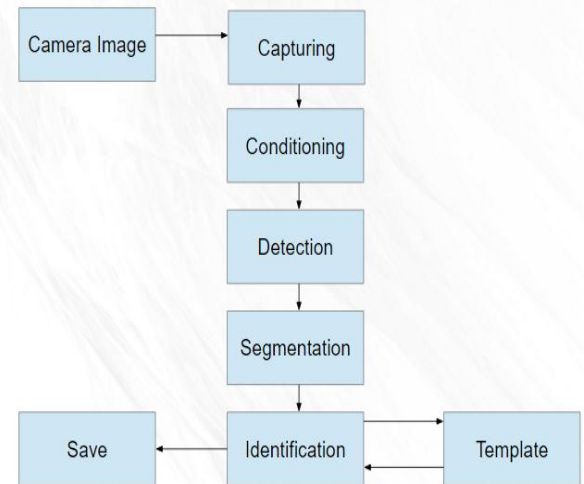 Camera Image
Capturing
Conditioning
Detection
Segmentation
Save
Identification
Template